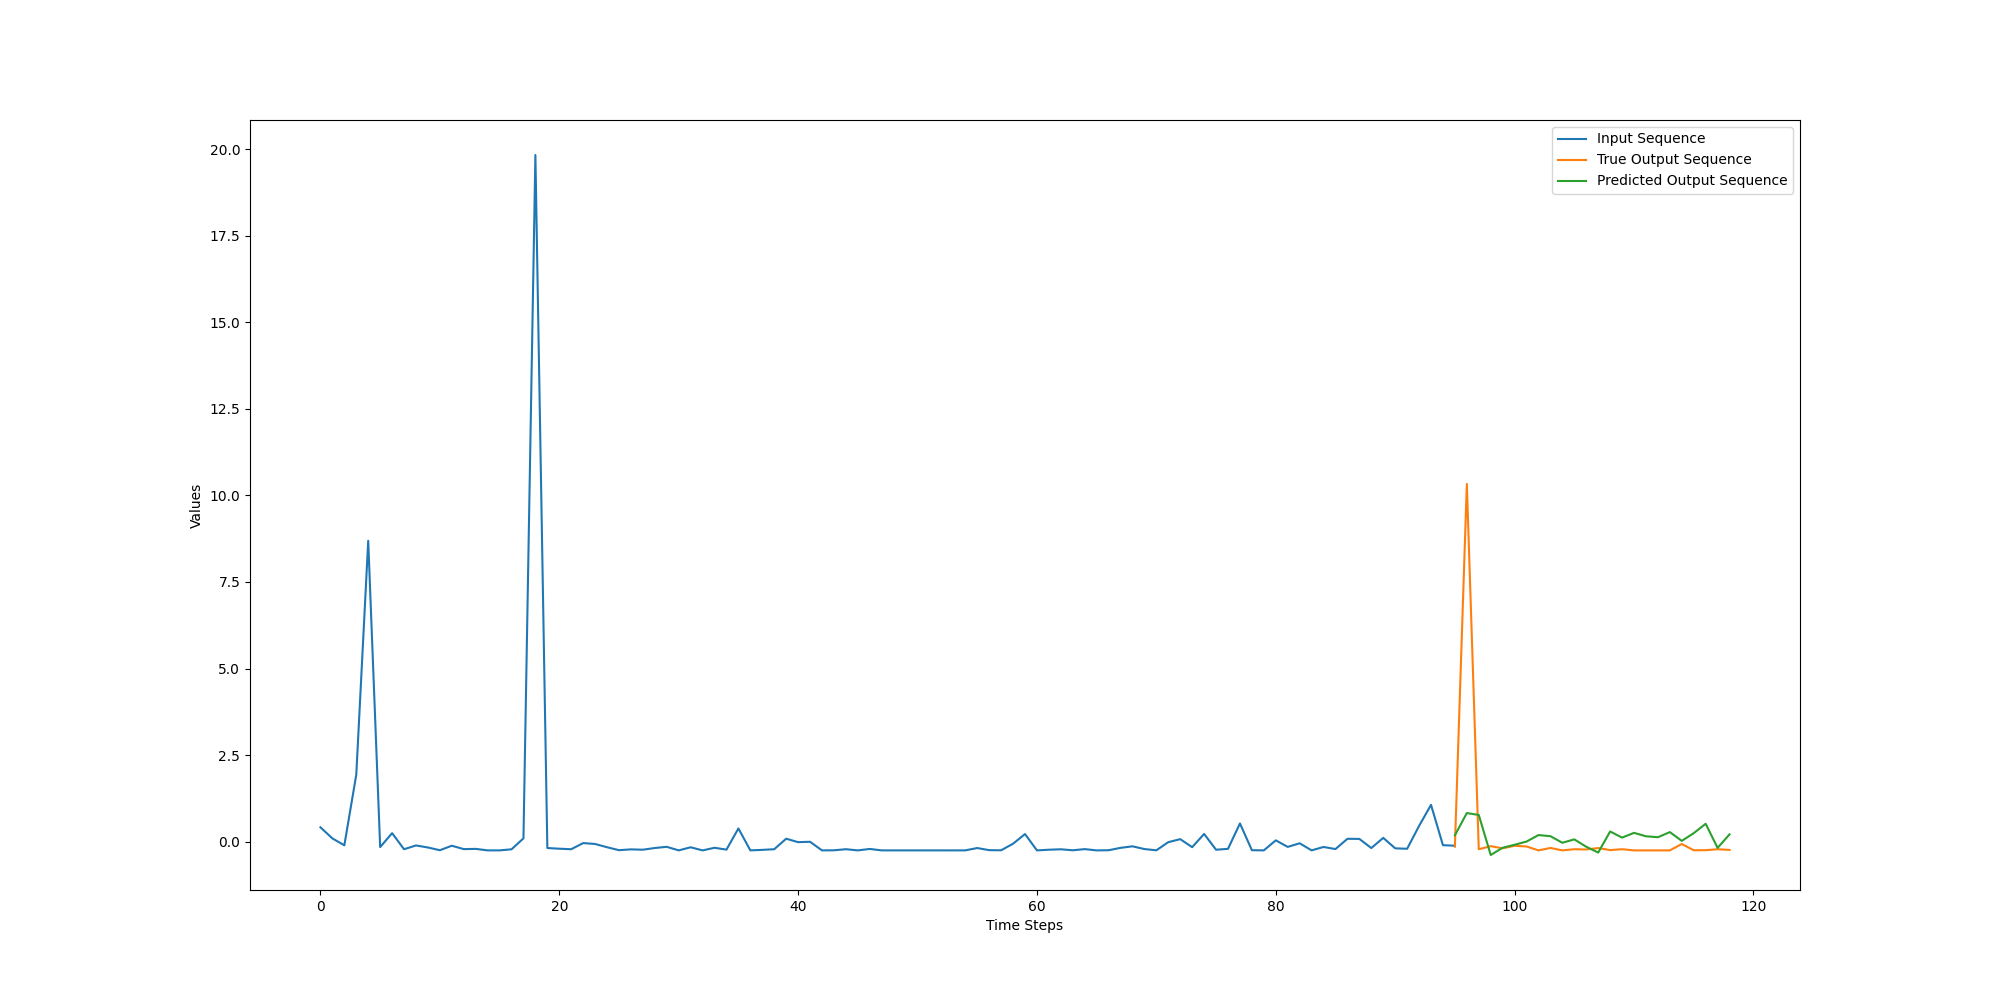 Input Sequence
True Output Sequence
Predicted Output Sequence
20.0
17.5
15.0
12.5
10.0
7.5
5.0
2.5
0.0
Values
0 20 40 60 80 100 120
Time Steps